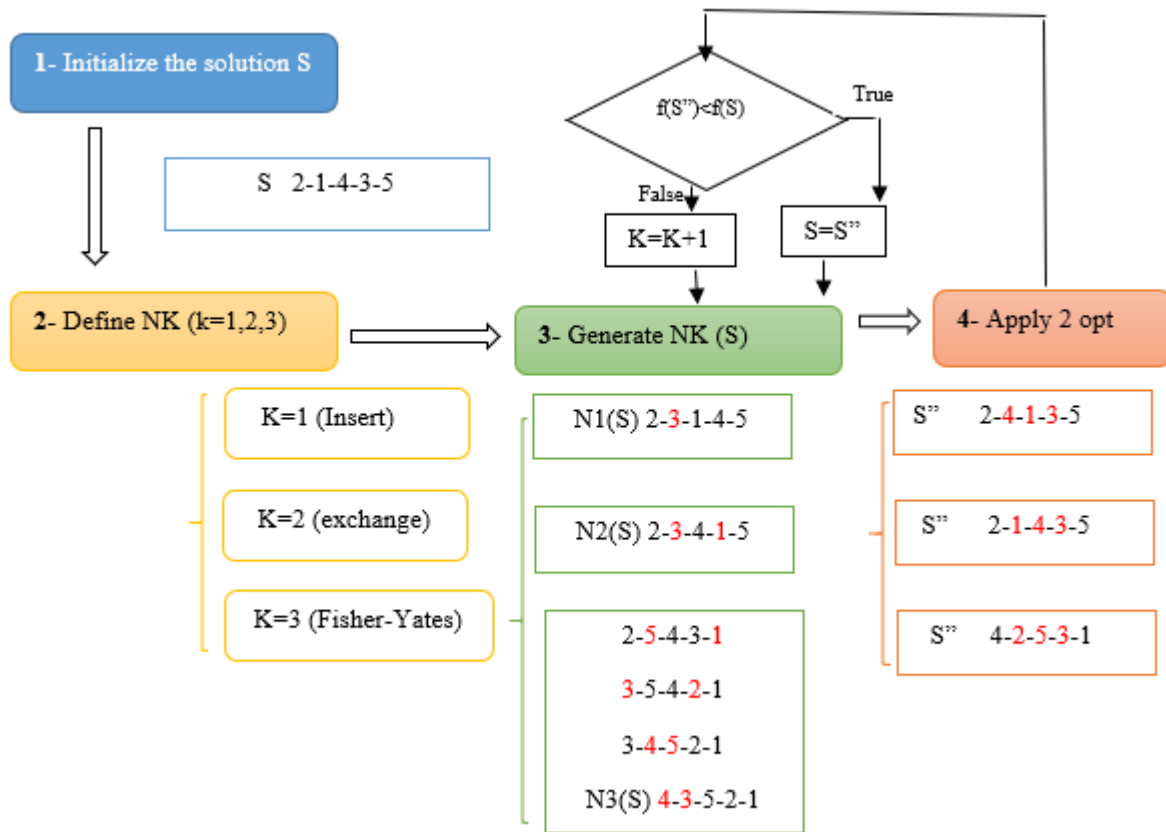 1- Initialize the solution S
S 2-1-4-3-5
f(S”)<f(S)
True
False
K=K+1
S=S”
2- Define NK (k=1,2,3)
3- Generate NK (S)
4- Apply 2 opt
K=1 (Insert)
K=2 (exchange)
K=3 (Fisher-Yates)
N1(S) 2-3-1-4-5
N2(S) 2-3-4-1-5
2-5-4-3-1
3-5-4-2-1
3-4-5-2-1
N3(S) 4-3-5-2-1
S” 2-4-1-3-5
S” 2-1-4-3-5
S” 4-2-5-3-1